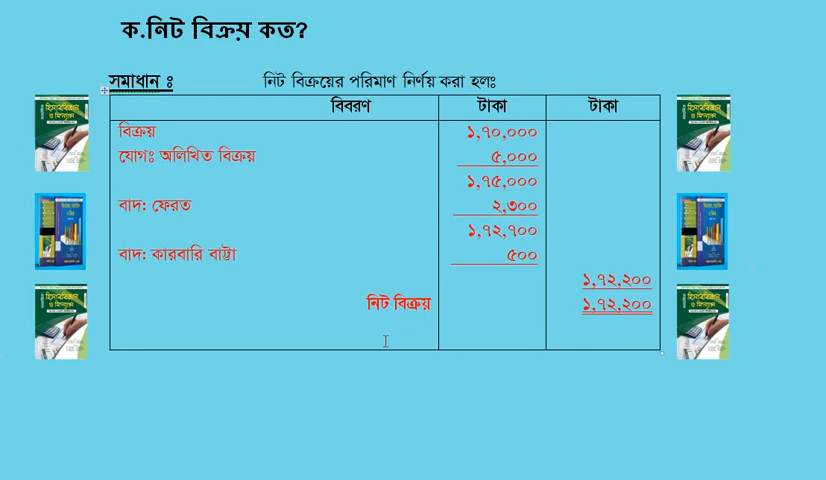 ক.নিট বিক্রয় কত?
সমাধান ঃ নিট বিক্রয়ের পরিমাণ নির্ণয় করা হলঃ
বিবরণ টাকা টাকা
বিক্রয় ১,৭০,০০০
যোগঃ অলিখিত বিক্রয় ৫,০০০
১,৭৫,০০০
বাদ: ফেরত ২,৩০০
১,৭২,৭০০
বাদ: কারবারি বাট্টা ৫০০
১,৭২,২০০
নিট বিক্রয় ১,৭২,২০০
হিসাববিজ্ঞান